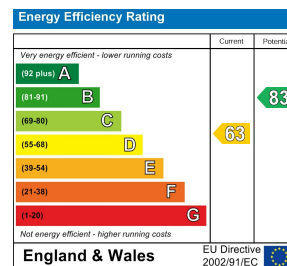 Energy Efficiency Rating
Current Potentia
Very energy efficient - lower running costs
(92 plus) A
(81-91) B
(69-80) C
(55-68) D
(39-54) E
(21-38) F
(1-20) G
63
83
Not energy efficient - higher running costs
England & Wales
EU Directive
2002/91/EC